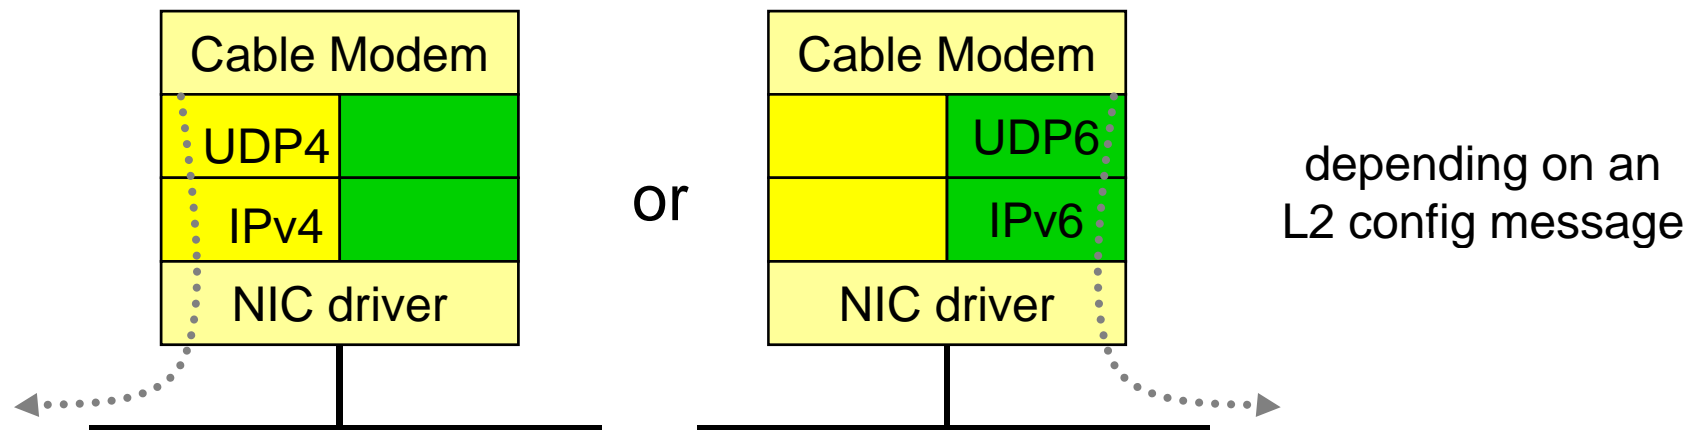 Cable Modem
UDP4
IPv4
NIC driver
or
Cable Modem
UDP6
IPv6
NIC driver
depending on an
L2 config message